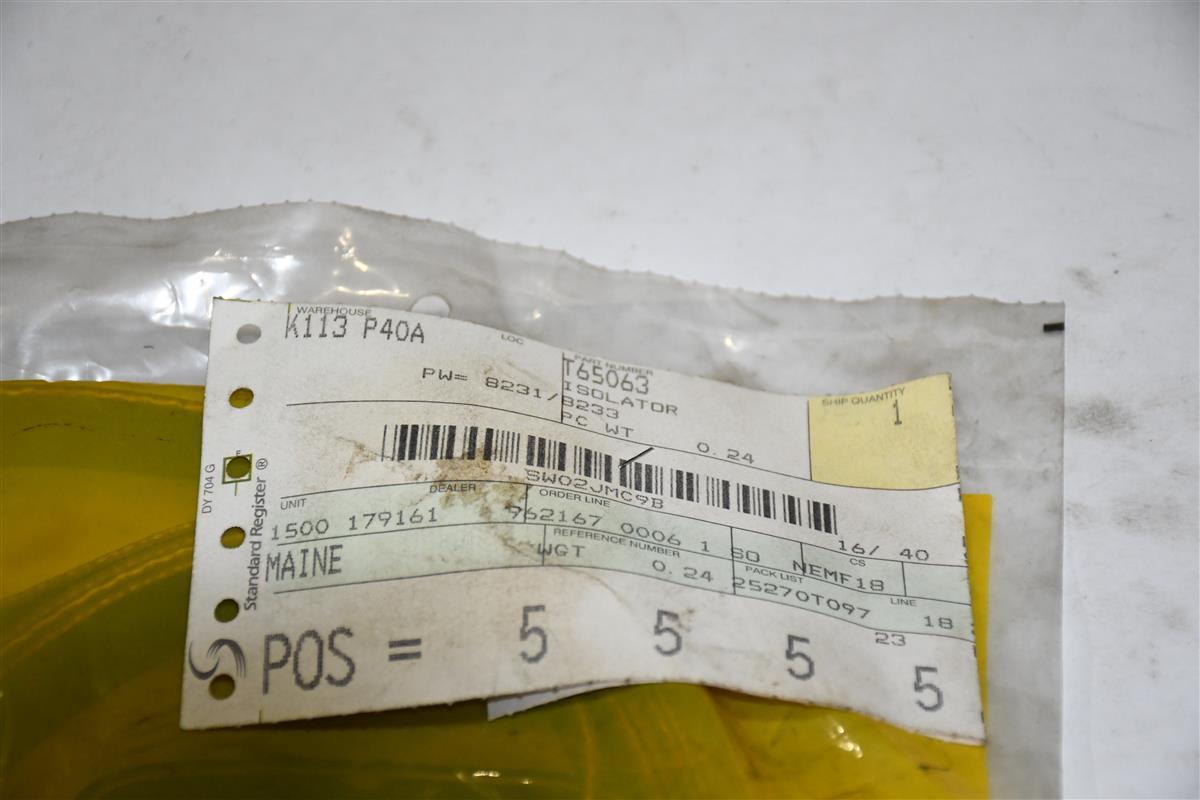 WAREHOUSE
K113 P40A
LOC
PART NUMBER
T65063
ISOLATOR
PW= 8231/8233
PC WT 0.24
SHIP QUANTITY
1
SW02JMC9B
UNIT DEALER ORDER LINE
1500 179161 962167 0006 1 SO 16/ 40
REFERENCE NUMBER CS
MAINE WGT 0.24 NEMF18
PACK LIST LINE
25270T097 18
23
POS = 5 5 5 5
DY 704 G
Standard Register ®